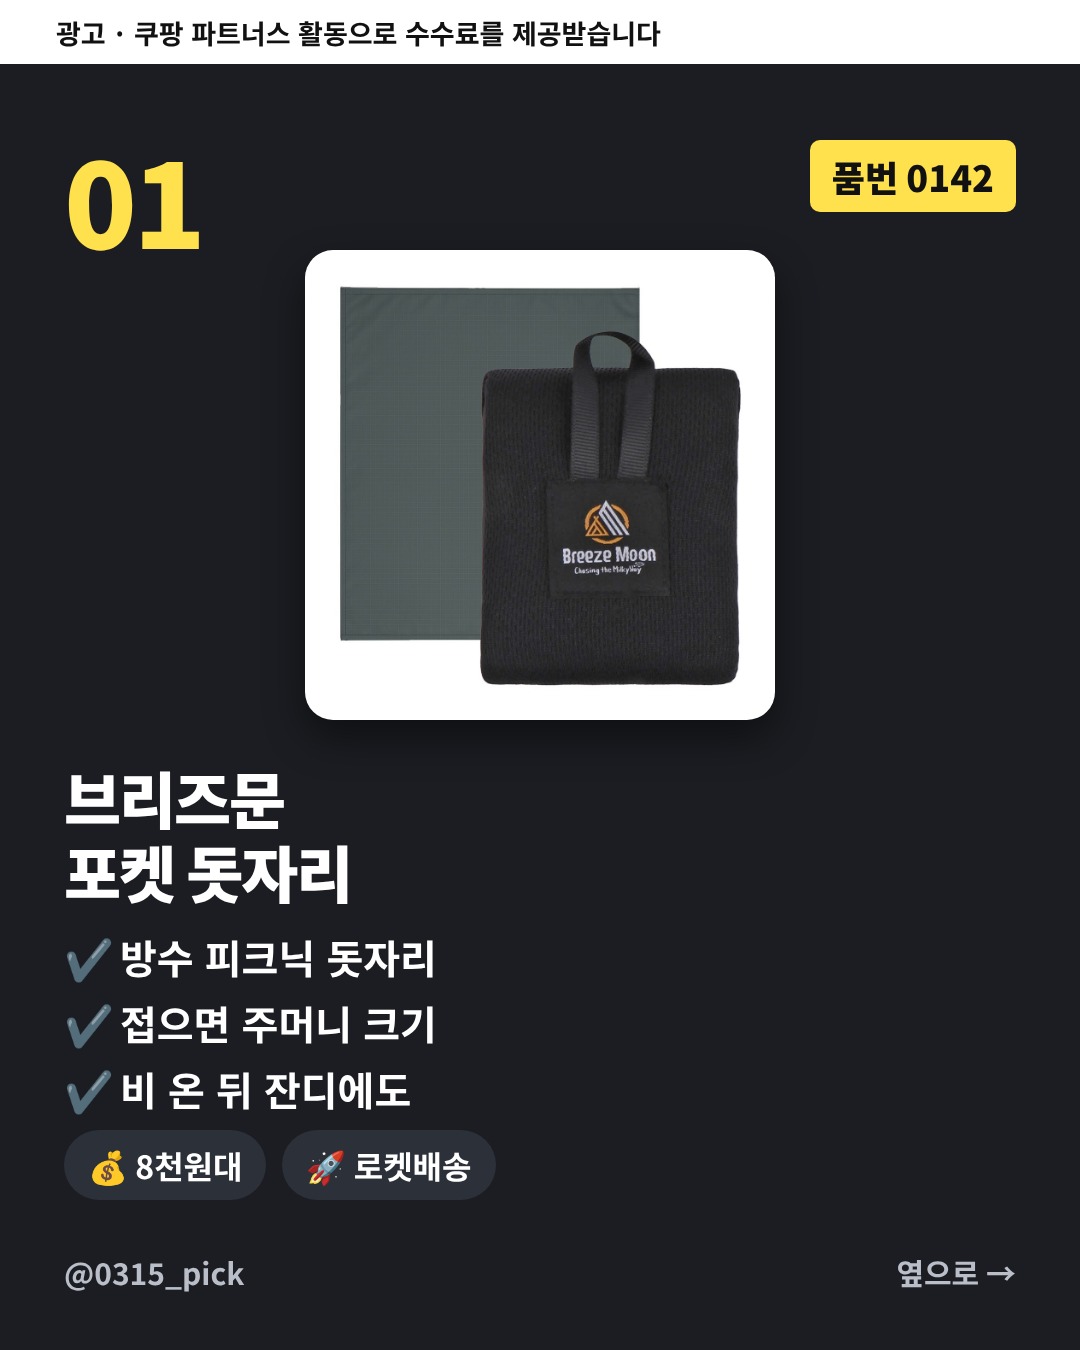 광고 · 쿠팡 파트너스 활동으로 수수료를 제공받습니다
01
품번 0142
Breeze Moon
Chasing the MilkyWay
브리즈문
포켓 돗자리
✔️ 방수 피크닉 돗자리
✔️ 접으면 주머니 크기
✔️ 비 온 뒤 잔디에도
💰 8천원대
🚀 로켓배송
@0315_pick
옆으로 →